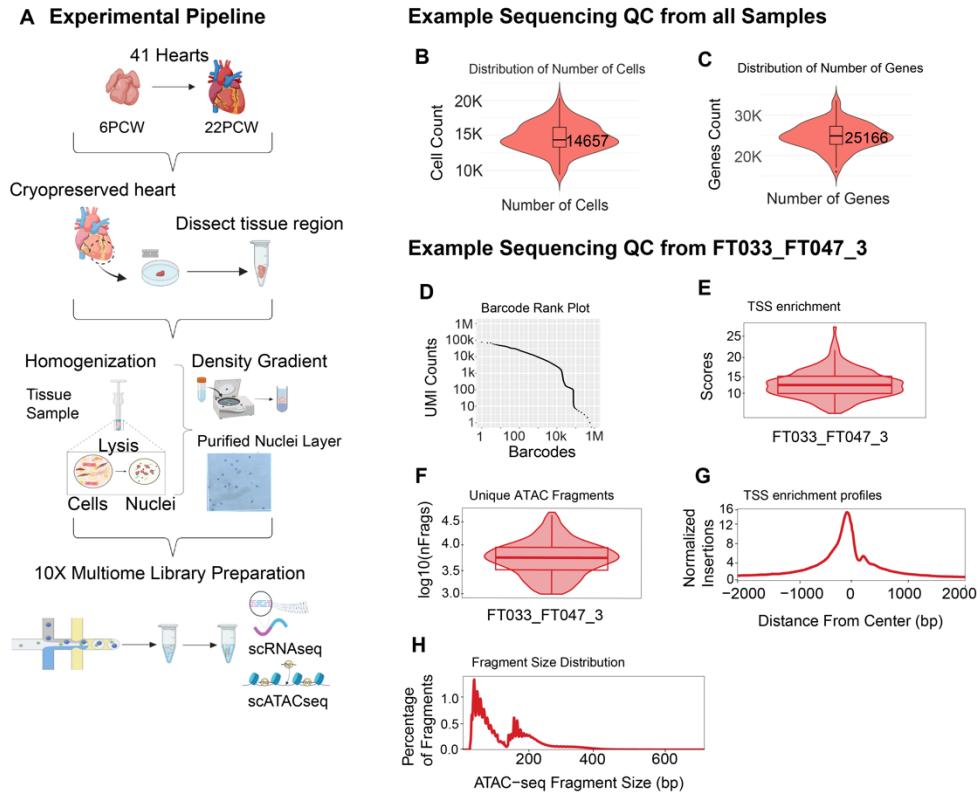 A Experimental Pipeline
41 Hearts
6PCW
22PCW
Cryopreserved heart
Dissect tissue region
Homogenization
Density Gradient
Tissue
Sample
Lysis
Cells
Nuclei
Purified Nuclei Layer
10X Multiome Library Preparation
scRNAseq
scATACseq
Example Sequencing QC from all Samples
B
Distribution of Number of Cells
Cell Count
20K
15K
10K
14657
Number of Cells
C
Distribution of Number of Genes
Genes Count
30K
20K
25166
Number of Genes
Example Sequencing QC from FT033_FT047_3
D
Barcode Rank Plot
UMI Counts
1M
100k
10k
1000
100
10
1
1 100 10k 1M
Barcodes
E
TSS enrichment
Scores
25
20
15
10
FT033_FT047_3
F
Unique ATAC Fragments
log10(nFrags)
4.5
4.0
3.5
3.0
FT033_FT047_3
G
TSS enrichment profiles
Normalized
Insertions
16
12
8
4
0
−2000 −1000 0 1000 2000
Distance From Center (bp)
H
Fragment Size Distribution
Percentage
of Fragments
1.0
0.5
0.0
200 400 600
ATAC−seq Fragment Size (bp)